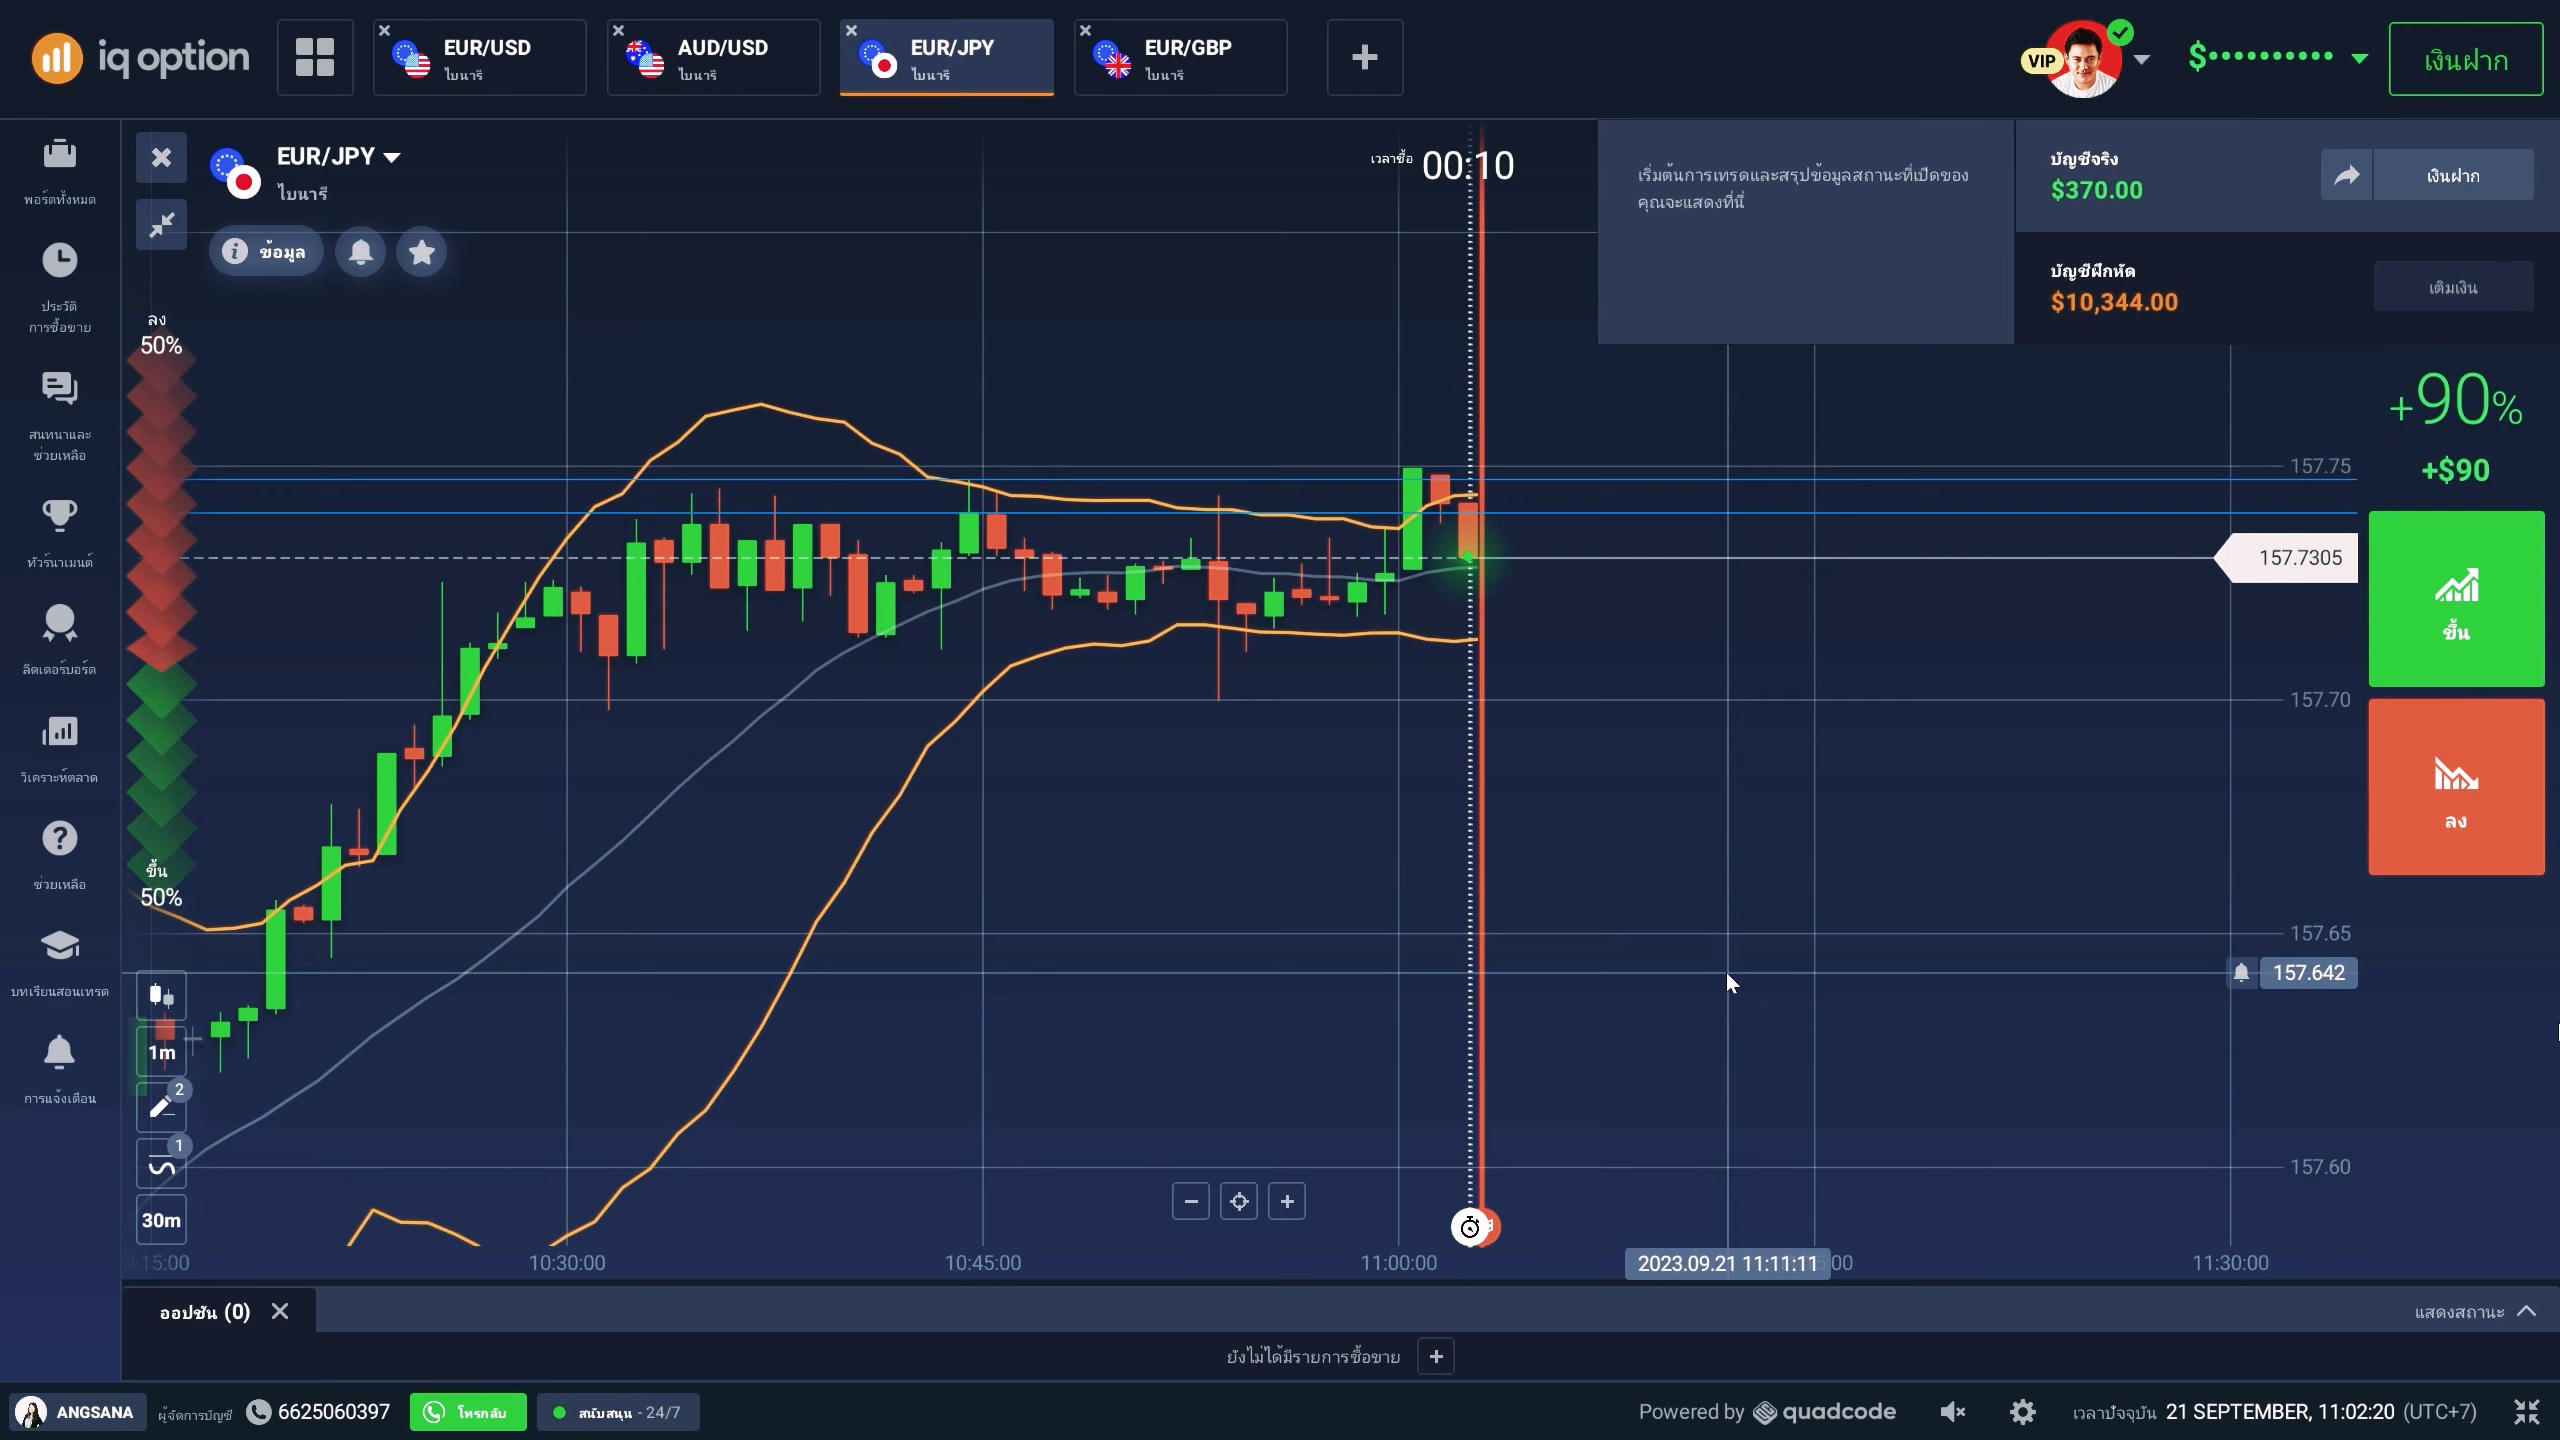 iq option
EUR/USD
ไบนารี
AUD/USD
ไบนารี
EUR/JPY
ไบนารี
EUR/GBP
ไบนารี
VIP
$
เงินฝาก
พอร์ตทั้งหมด
ประวัติ
การซื้อขาย
สนทนาและ
ช่วยเหลือ
ทัวร์นาเมนต์
ลีดเดอร์บอร์ด
วิเคราะห์ตลาด
ช่วยเหลือ
บทเรียนสอนเทรด
การแจ้งเตือน
EUR/JPY
ไบนารี
ข้อมูล
ลง
50%
ขึ้น
50%
เวลาซื้อ 00:10
เริ่มต้นการเทรดและสรุปข้อมูลสถานะที่เปิดของ
คุณจะแสดงที่นี่
บัญชีจริง
$370.00
เงินฝาก
บัญชีฝึกหัด
$10,344.00
เติมเงิน
+90%
+$90
ขึ้น
ลง
157.75
157.7305
157.70
157.65
157.642
157.60
1m
2
1
30m
:15:00
10:30:00
10:45:00
11:00:00
2023.09.21 11:11:11
:00
11:30:00
ออปชัน (0)
แสดงสถานะ
ยังไม่ได้มีรายการซื้อขาย
ANGSANA
ผู้จัดการบัญชี
6625060397
โทรกลับ
สนับสนุน - 24/7
Powered by quadcode
เวลาปัจจุบัน 21 SEPTEMBER, 11:02:20 (UTC+7)